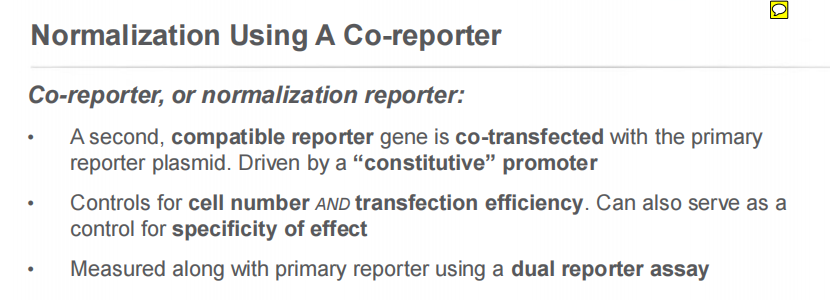 Normalization Using A Co-reporter
Co-reporter, or normalization reporter:
• A second, compatible reporter gene is co-transfected with the primary
reporter plasmid. Driven by a “constitutive” promoter
• Controls for cell number AND transfection efficiency. Can also serve as a
control for specificity of effect
• Measured along with primary reporter using a dual reporter assay